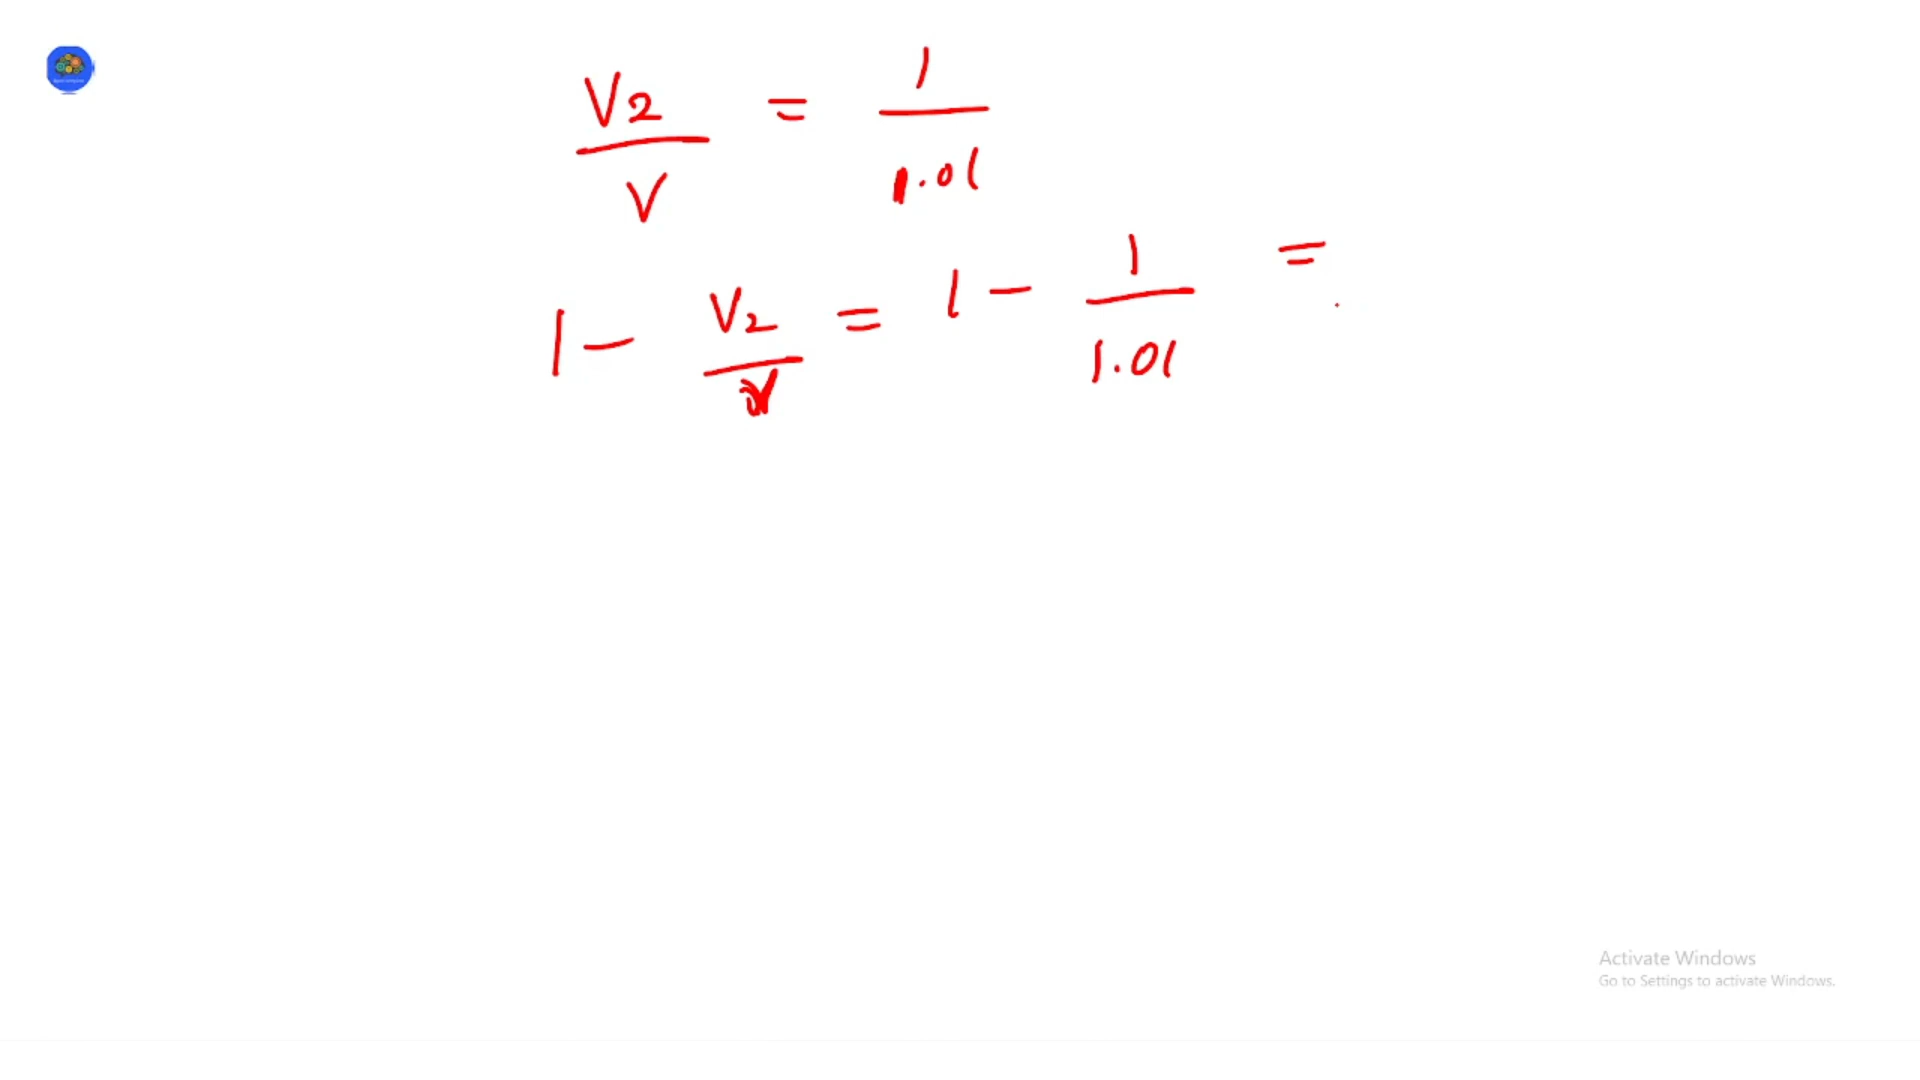 V2/V = 1/1.01
1 - V2/V = 1 - 1/1.01 =
Activate Windows
Go to Settings to activate Windows.